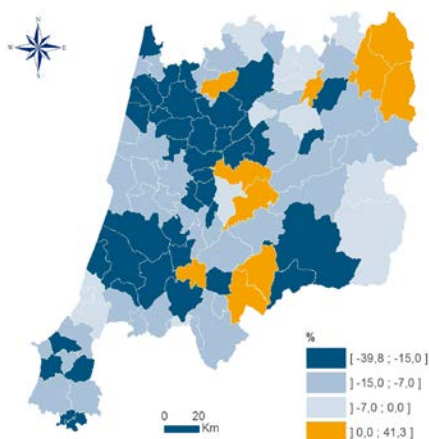 N
W E
S
%
[ -39,8 ; -15,0 ]
] -15,0 ; -7,0 ]
] -7,0 ; 0,0 ]
] 0,0 ; 41,3 ]
0 20
Km